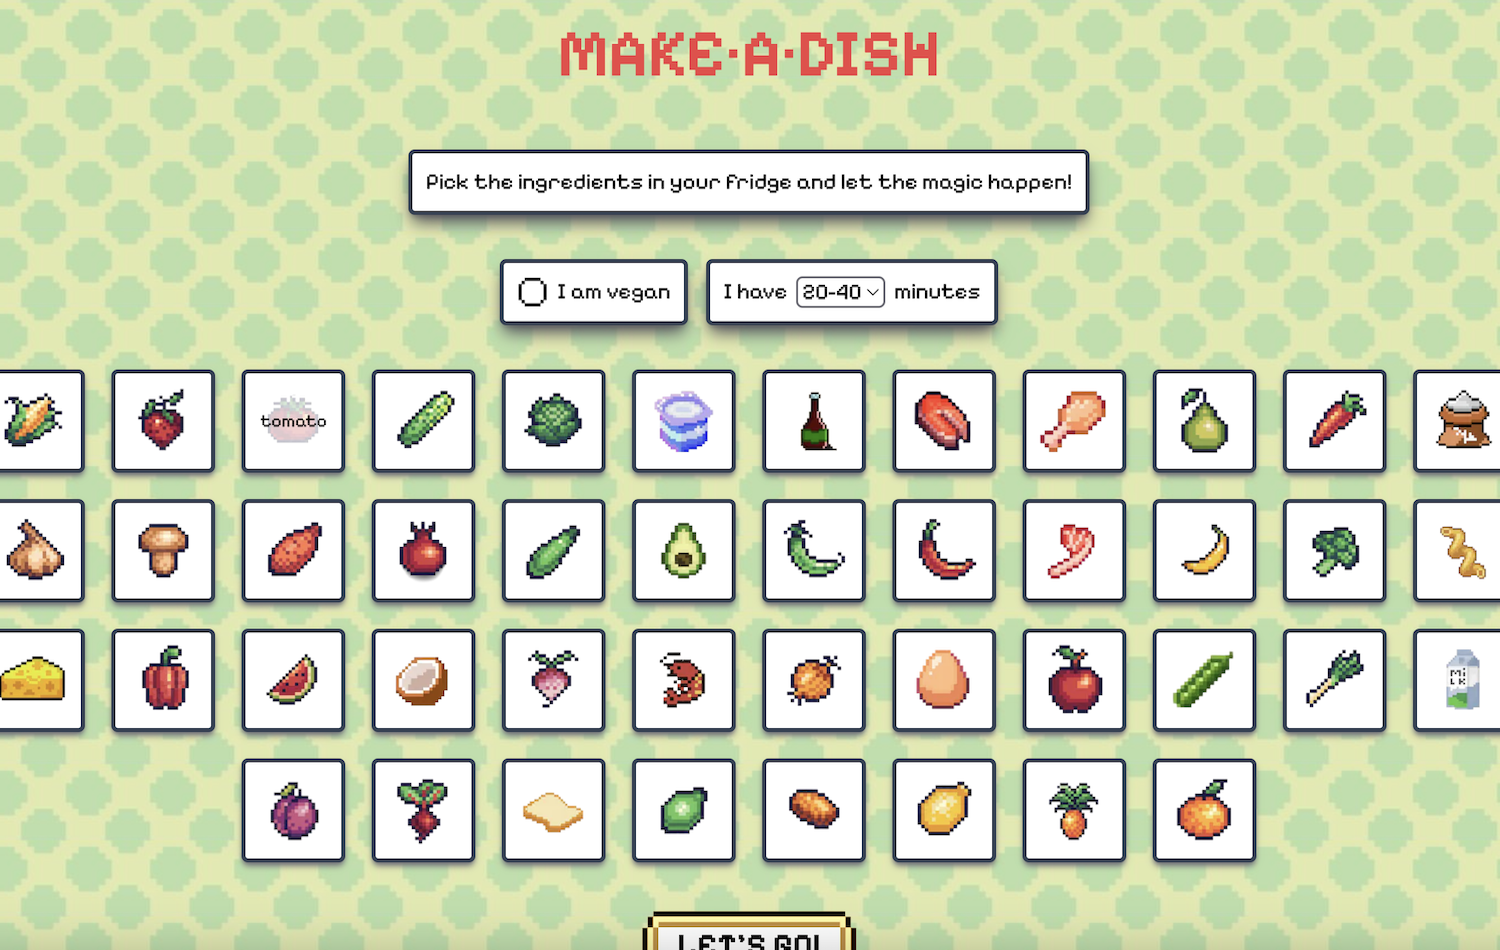 MAKE·A·DISH
Pick the ingredients in your fridge and let the magic happen!
I am vegan
I have 20-40 minutes
tomato
MiLK
LET'S GO!